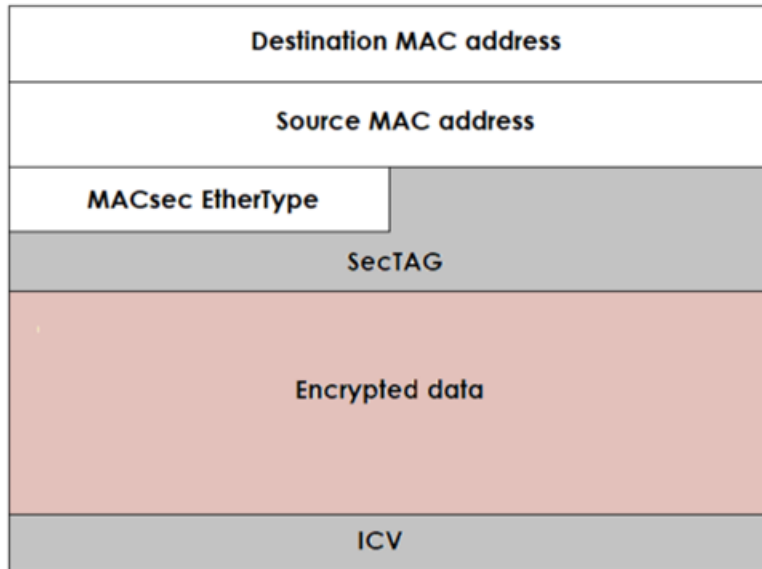 Destination MAC address
Source MAC address
MACsec EtherType
SecTAG
Encrypted data
ICV